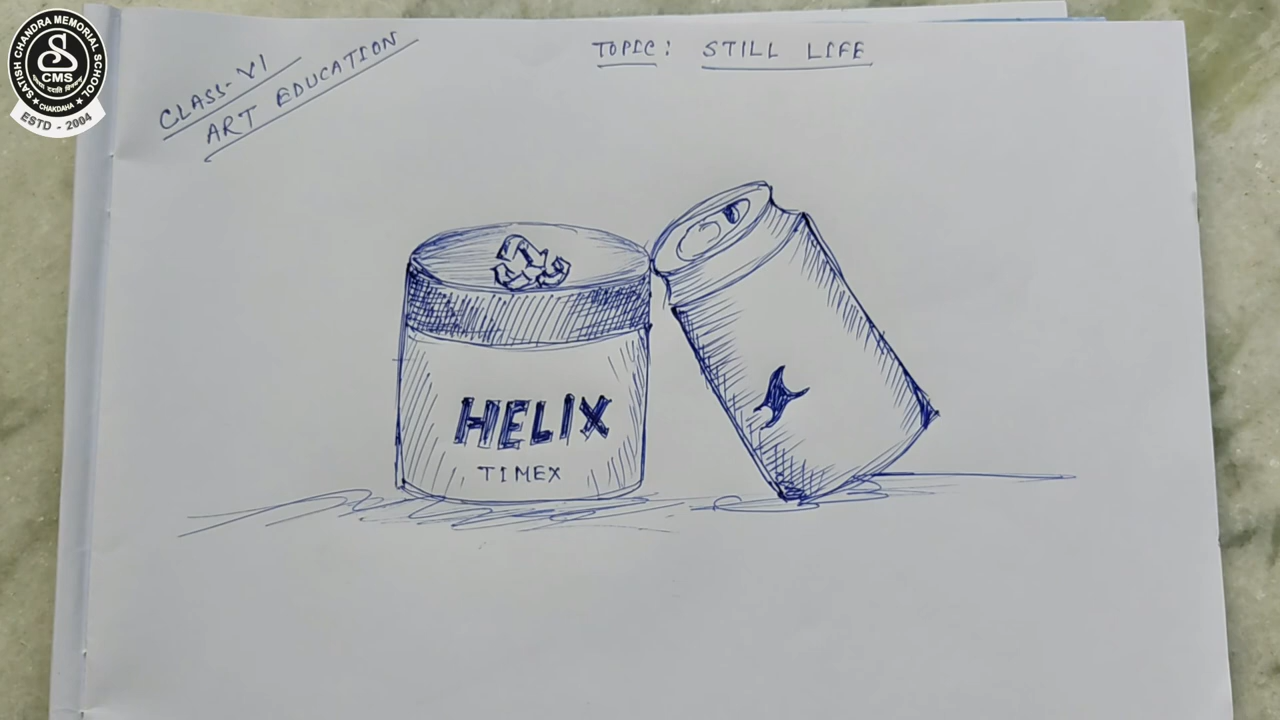 SATISH CHANDRA MEMORIAL SCHOOL
S
CMS
★ CHAKDAHA ★
ESTD - 2004
CLASS-VI
ART EDUCATION
TOPIC: STILL LIFE
HELIX
TIMEX